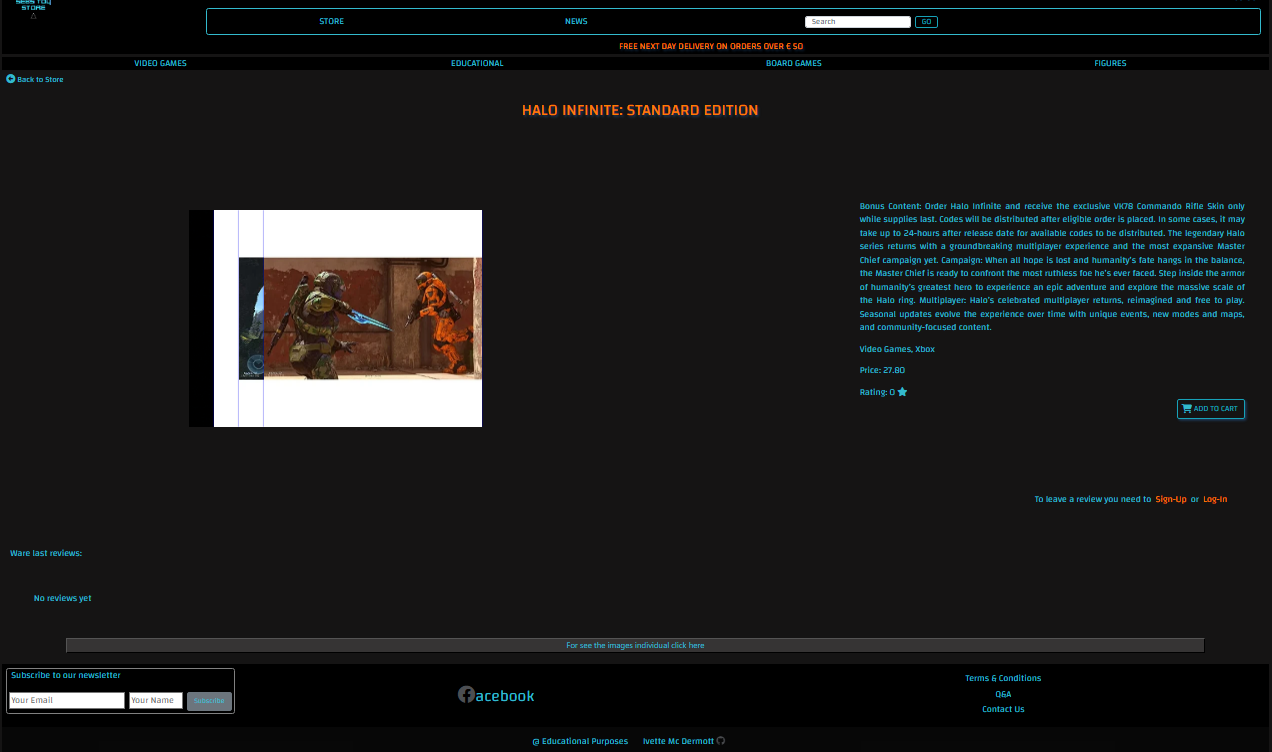 SEBS TOY
STORE
STORE
NEWS
Search
GO
FREE NEXT DAY DELIVERY ON ORDERS OVER € 50
VIDEO GAMES
EDUCATIONAL
BOARD GAMES
FIGURES
Back to Store
HALO INFINITE: STANDARD EDITION
Bonus Content: Order Halo Infinite and receive the exclusive VK78 Commando Rifle Skin only
while supplies last. Codes will be distributed after eligible order is placed. In some cases, it may
take up to 24-hours after release date for available codes to be distributed. The legendary Halo
series returns with a groundbreaking multiplayer experience and the most expansive Master
Chief campaign yet. Campaign: When all hope is lost and humanity's fate hangs in the balance,
the Master Chief is ready to confront the most ruthless foe he's ever faced. Step inside the armor
of humanity's greatest hero to experience an epic adventure and explore the massive scale of
the Halo ring. Multiplayer: Halo's celebrated multiplayer returns, reimagined and free to play.
Seasonal updates evolve the experience over time with unique events, new modes and maps,
and community-focused content.
Video Games, Xbox
Price: 27.80
Rating: 0
ADD TO CART
To leave a review you need to Sign-Up or Log-In
Ware last reviews:
No reviews yet
For see the images individual click here
Subscribe to our newsletter
Your Email
Your Name
Subscribe
acebook
Terms & Conditions
Q&A
Contact Us
@ Educational Purposes
Ivette Mc Dermott